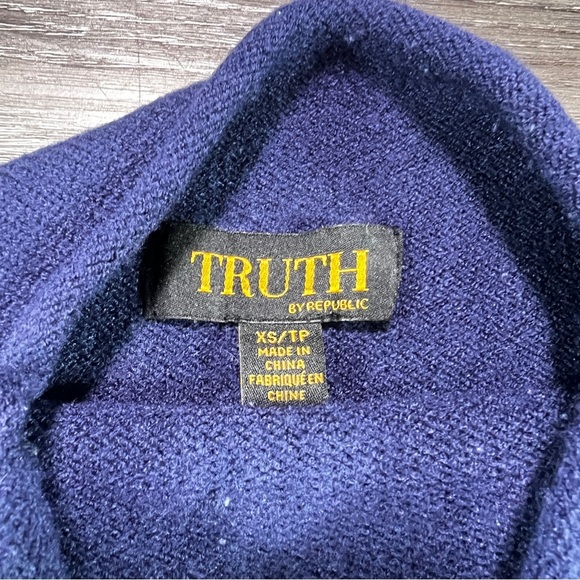 TRUTH
BY REPUBLIC
XS/TP
MADE IN
CHINA
FABRIQUÉ EN
CHINE